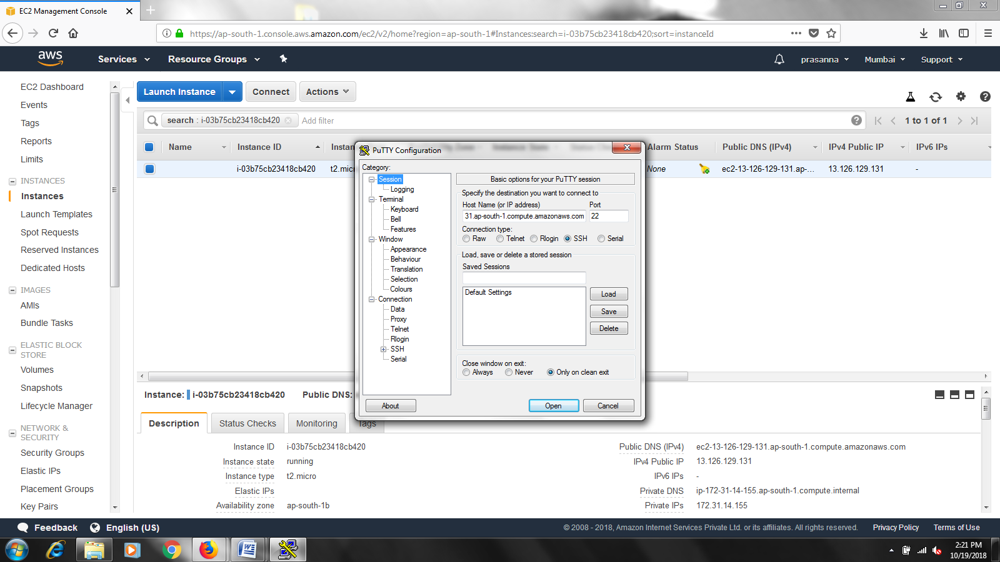 EC2 Management Console
https://ap-south-1.console.aws.amazon.com/ec2/v2/home?region=ap-south-1#Instances:search=i-03b75cb23418cb420;sort=instanceId
aws
Services
Resource Groups
prasanna
Mumbai
Support
EC2 Dashboard
Events
Tags
Reports
Limits
INSTANCES
Instances
Launch Templates
Spot Requests
Reserved Instances
Dedicated Hosts
IMAGES
AMIs
Bundle Tasks
ELASTIC BLOCK
STORE
Volumes
Snapshots
Lifecycle Manager
NETWORK &
SECURITY
Security Groups
Elastic IPs
Placement Groups
Key Pairs
Launch Instance
Connect
Actions
search : i-03b75cb23418cb420
Add filter
1 to 1 of 1
Name
Instance ID
Alarm Status
Public DNS (IPv4)
IPv4 Public IP
IPv6 IPs
i-03b75cb23418cb420
None
ec2-13-126-129-131.ap-...
13.126.129.131
-
PuTTY Configuration
Category:
Session
Logging
Terminal
Keyboard
Bell
Features
Window
Appearance
Behaviour
Translation
Selection
Colours
Connection
Data
Proxy
Telnet
Rlogin
SSH
Serial
Basic options for your PuTTY session
Specify the destination you want to connect to
Host Name (or IP address)
Port
31.ap-south-1.compute.amazonaws.com
22
Connection type:
Raw
Telnet
Rlogin
SSH
Serial
Load, save or delete a stored session
Saved Sessions
Default Settings
Load
Save
Delete
Close window on exit:
Always
Never
Only on clean exit
About
Open
Cancel
Instance: i-03b75cb23418cb420
Public DNS:
Description
Status Checks
Monitoring
Tags
Instance ID i-03b75cb23418cb420
Instance state running
Instance type t2.micro
Elastic IPs
Availability zone ap-south-1b
Public DNS (IPv4) ec2-13-126-129-131.ap-south-1.compute.amazonaws.com
IPv4 Public IP 13.126.129.131
IPv6 IPs -
Private DNS ip-172-31-14-155.ap-south-1.compute.internal
Private IPs 172.31.14.155
Feedback
English (US)
© 2008 - 2018, Amazon Internet Services Private Ltd. or its affiliates. All rights reserved.
Privacy Policy
Terms of Use
2:21 PM
10/19/2018